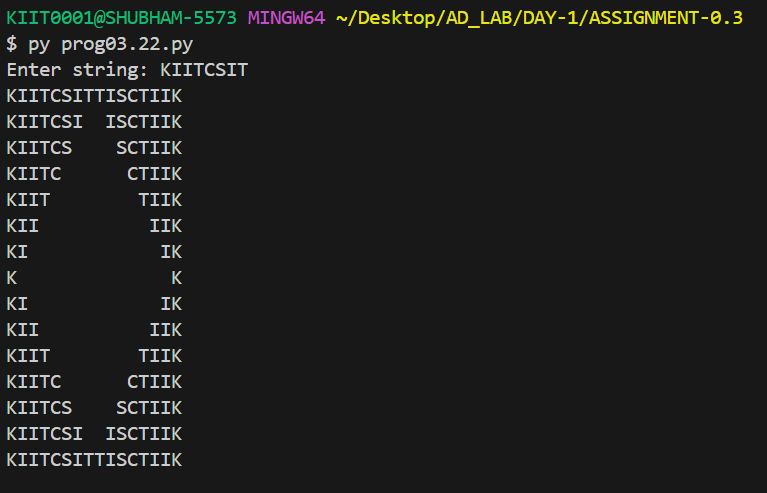 KIIT0001@SHUBHAM-5573 MINGW64 ~/Desktop/AD_LAB/DAY-1/ASSIGNMENT-0.3
$ py prog03.22.py
Enter string: KIITCSIT
KIITCSITTISCTIIK
KIITCSI  ISCTIIK
KIITCS    SCTIIK
KIITC      CTIIK
KIIT        TIIK
KII          IIK
KI            IK
K              K
KI            IK
KII          IIK
KIIT        TIIK
KIITC      CTIIK
KIITCS    SCTIIK
KIITCSI  ISCTIIK
KIITCSITTISCTIIK